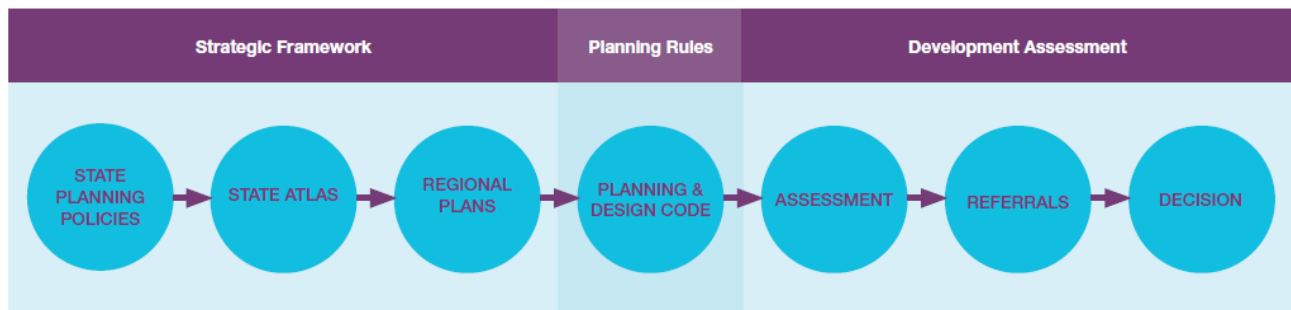 Strategic Framework
Planning Rules
Development Assessment
STATE
PLANNING
POLICIES
STATE ATLAS
REGIONAL
PLANS
PLANNING &
DESIGN CODE
ASSESSMENT
REFERRALS
DECISION